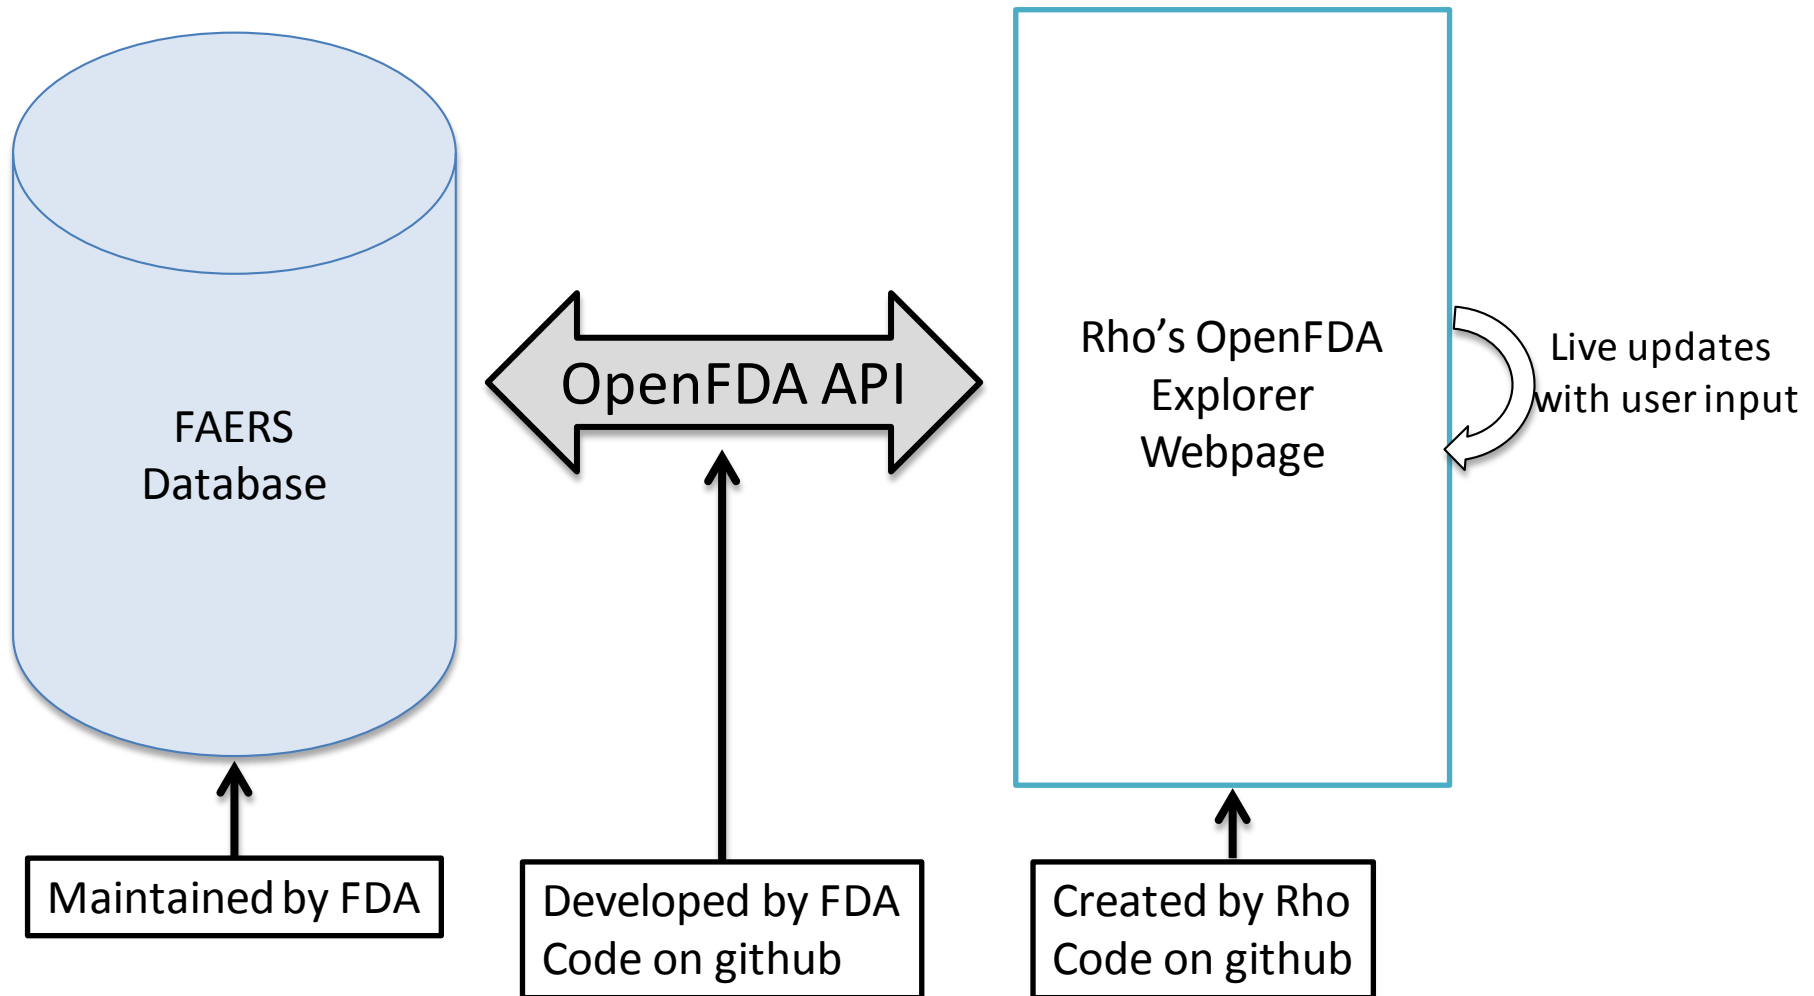 FAERS
Database
OpenFDA API
Rho's OpenFDA
Explorer
Webpage
Live updates
with user input
Maintained by FDA
Developed by FDA
Code on github
Created by Rho
Code on github